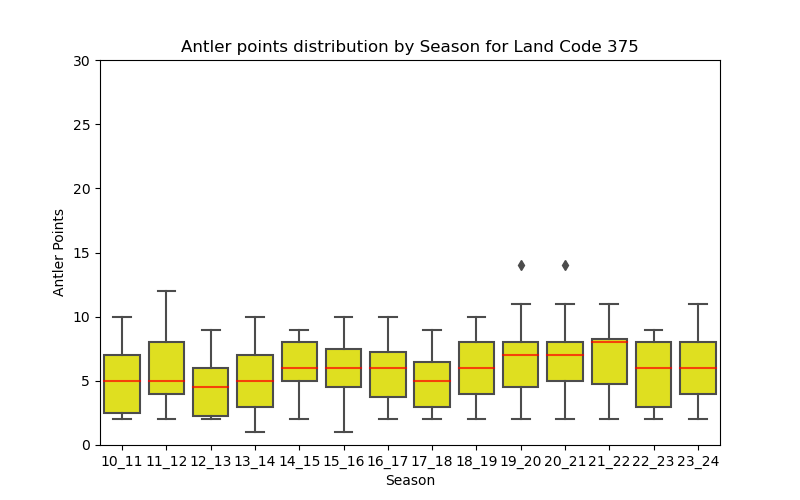 Antler points distribution by Season for Land Code 375
30
25
20
15
10
5
0
Antler Points
10_11 11_12 12_13 13_14 14_15 15_16 16_17 17_18 18_19 19_20 20_21 21_22 22_23 23_24
Season